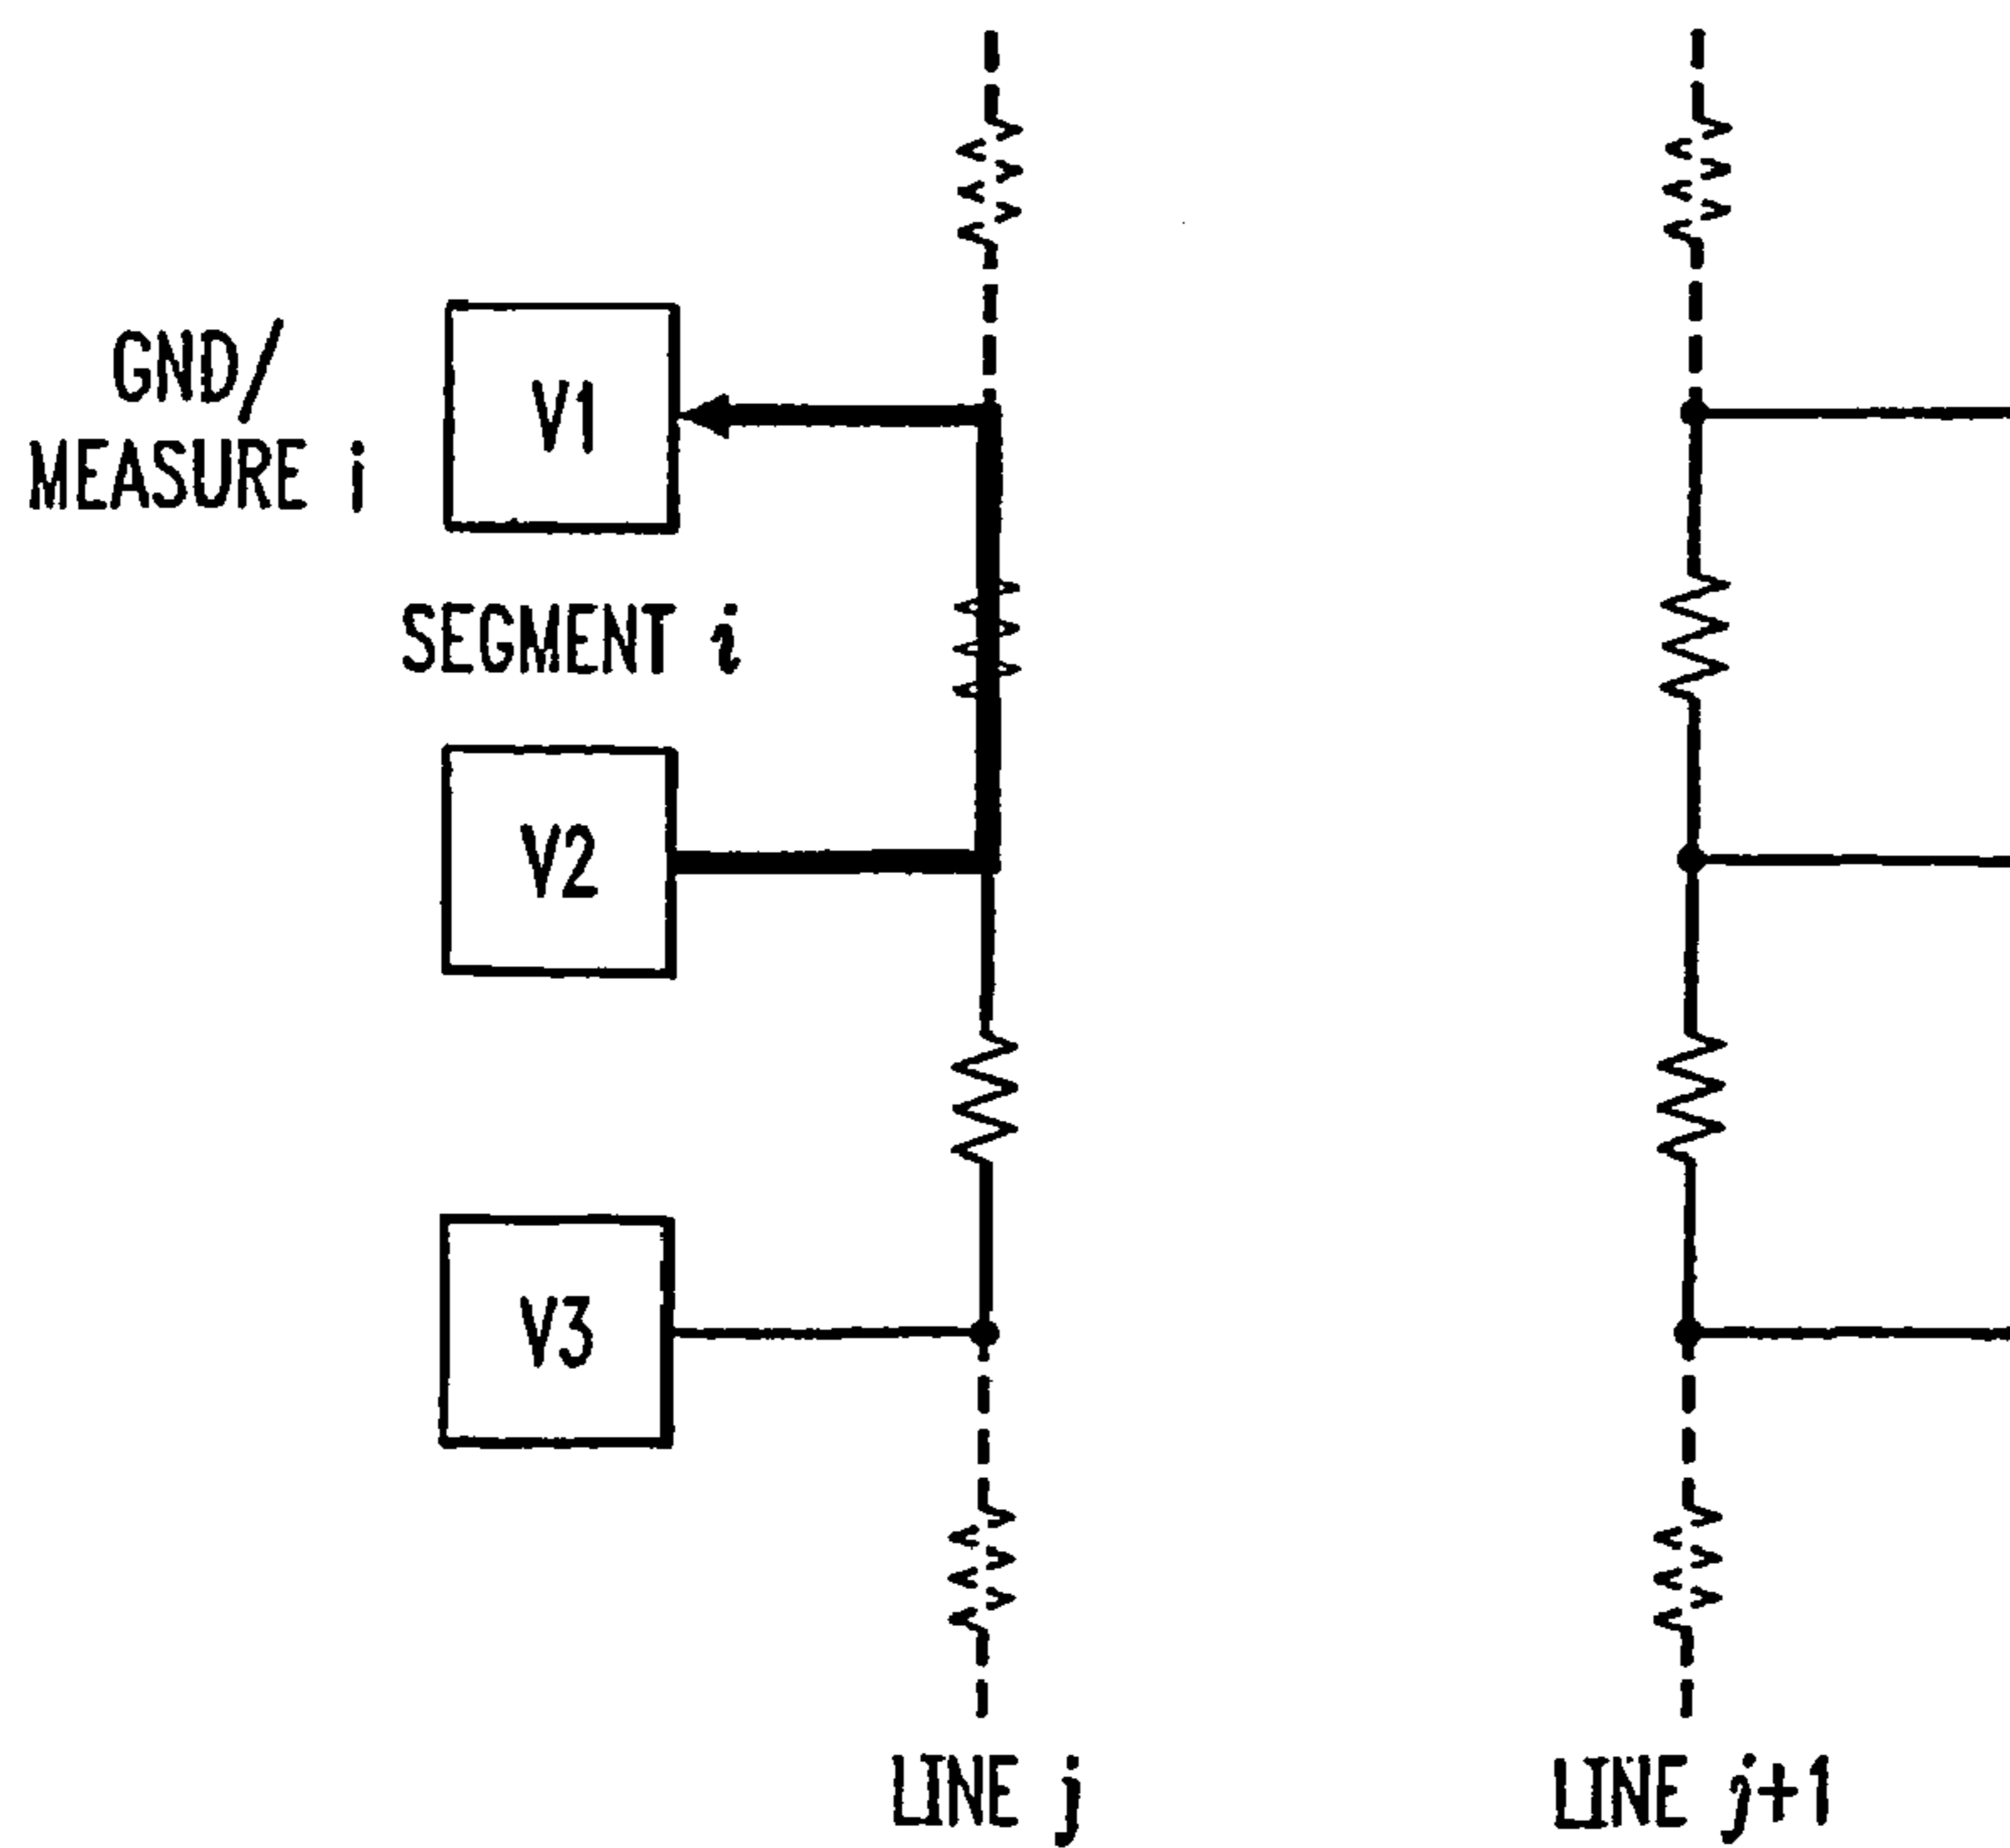 GND/
MEASURE i
V1
SEGMENT i
V2
V3
LINE j
LINE j+1